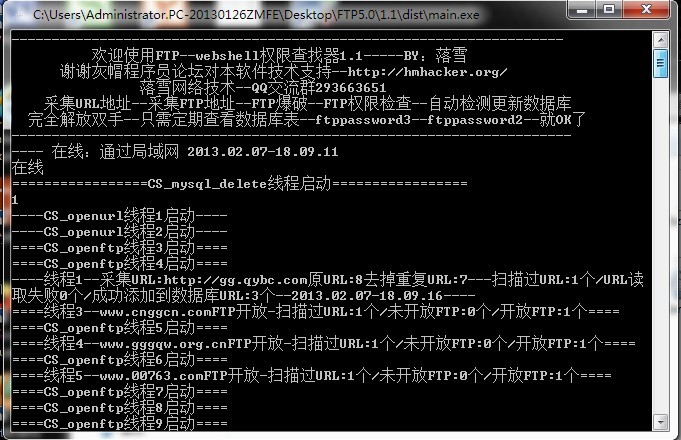 C:\Users\Administrator.PC-20130126ZMFE\Desktop\FTP5.0\1.1\dist\main.exe
------------------------------------------------------------------
欢迎使用FTP--webshell权限查找器1.1-----BY：落雪
谢谢灰帽程序员论坛对本软件技术支持--http://hmhacker.org/
落雪网络技术--QQ交流群293663651
采集URL地址--采集FTP地址--FTP爆破--FTP权限检查--自动检测更新数据库
完全解放双手--只需定期查看数据库表--ftppassword3--ftppassword2--就OK了
-------------------------------------------------------------------
---- 在线：通过局域网 2013.02.07-18.09.11
在线
================CS_mysql_delete线程启动================
1
----CS_openurl线程1启动----
----CS_openurl线程2启动----
====CS_openftp线程3启动====
====CS_openftp线程4启动====
----线程1--采集URL:http://gg.qybc.com原URL:8去掉重复URL:7---扫描过URL:1个/URL读
取失败0个/成功添加到数据库URL:3个--2013.02.07-18.09.16----
====线程3--www.cnggcn.comFTP开放-扫描过URL:1个/未开放FTP:0个/开放FTP:1个====
====CS_openftp线程5启动====
====线程4--www.gggqw.org.cnFTP开放-扫描过URL:1个/未开放FTP:0个/开放FTP:1个====
====CS_openftp线程6启动====
====线程5--www.00763.comFTP开放-扫描过URL:1个/未开放FTP:0个/开放FTP:1个====
====CS_openftp线程7启动====
====CS_openftp线程8启动====
====CS_openftp线程9启动====